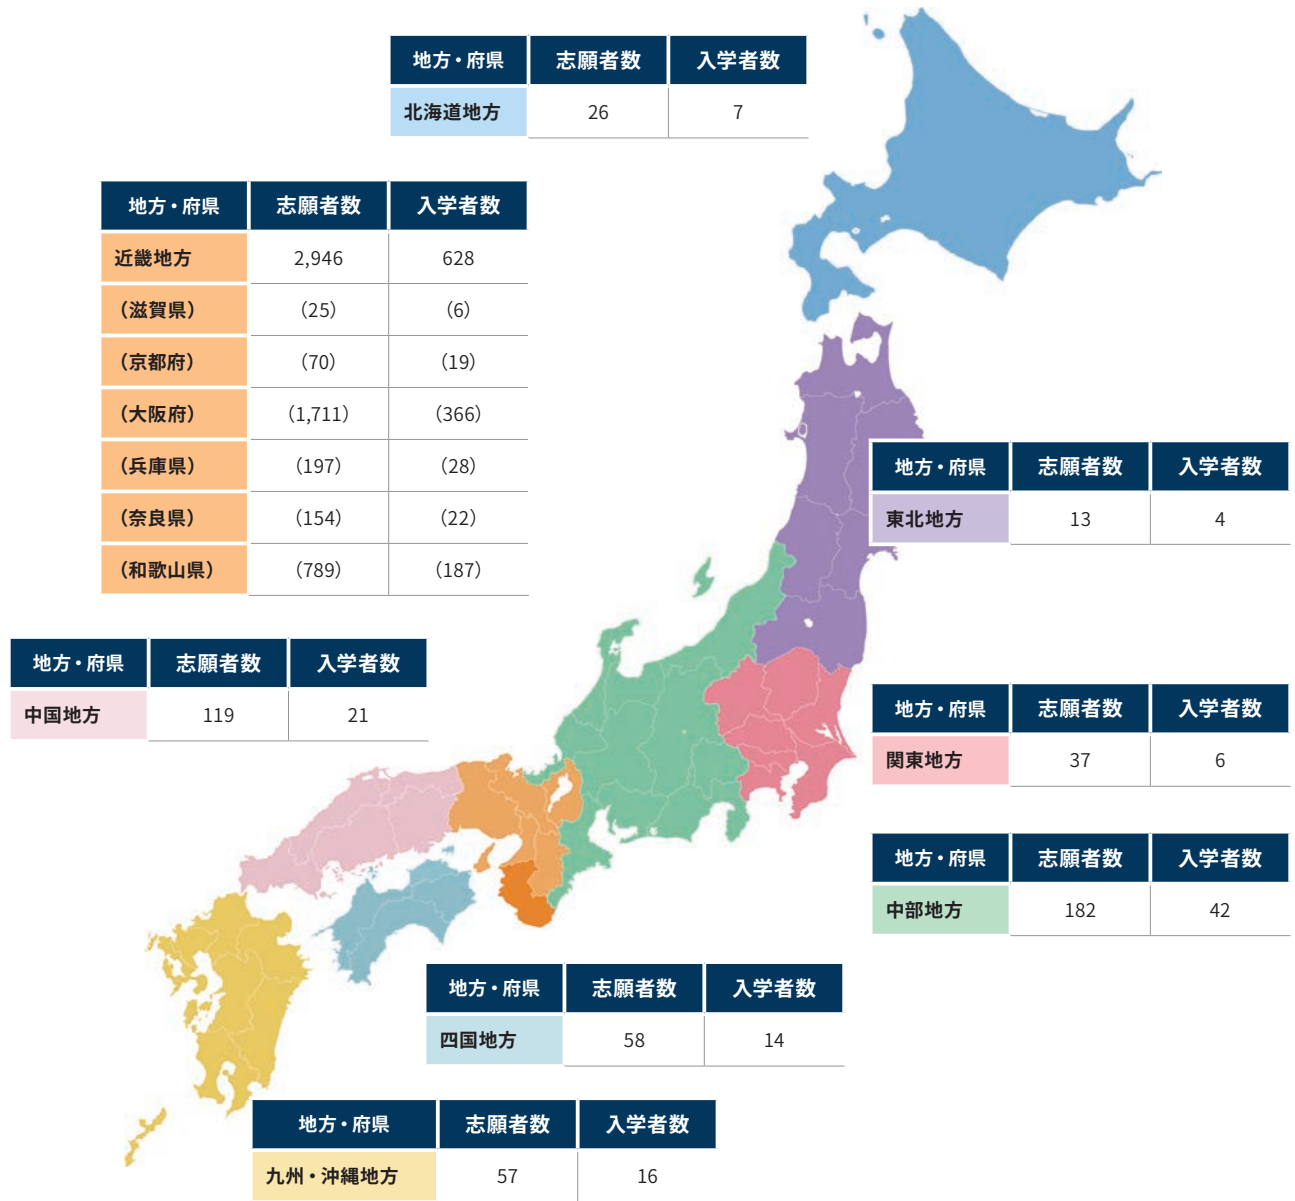 地方・府県 志願者数 入学者数
北海道地方 26 7
地方・府県 志願者数 入学者数
近畿地方 2,946 628
（滋賀県） （25） （6）
（京都府） （70） （19）
（大阪府） （1,711） （366）
（兵庫県） （197） （28）
（奈良県） （154） （22）
（和歌山県） （789） （187）
地方・府県 志願者数 入学者数
東北地方 13 4
地方・府県 志願者数 入学者数
中国地方 119 21
地方・府県 志願者数 入学者数
関東地方 37 6
地方・府県 志願者数 入学者数
中部地方 182 42
地方・府県 志願者数 入学者数
四国地方 58 14
地方・府県 志願者数 入学者数
九州・沖縄地方 57 16